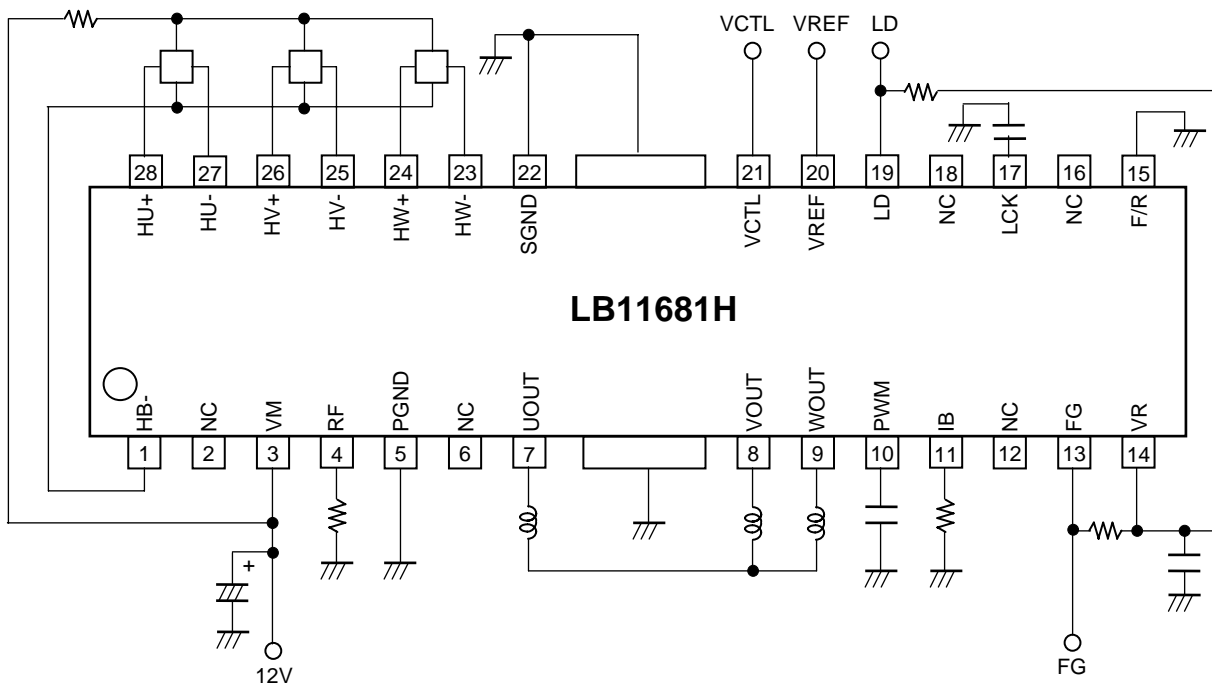 VCTL VREF LD
28 27 26 25 24 23 22 21 20 19 18 17 16 15
HU+ HU- HV+ HV- HW+ HW- SGND VCTL VREF LD NC LCK NC F/R
LB11681H
HB- NC VM RF PGND NC UOUT VOUT WOUT PWM IB NC FG VR
1 2 3 4 5 6 7 8 9 10 11 12 13 14
+
12V FG